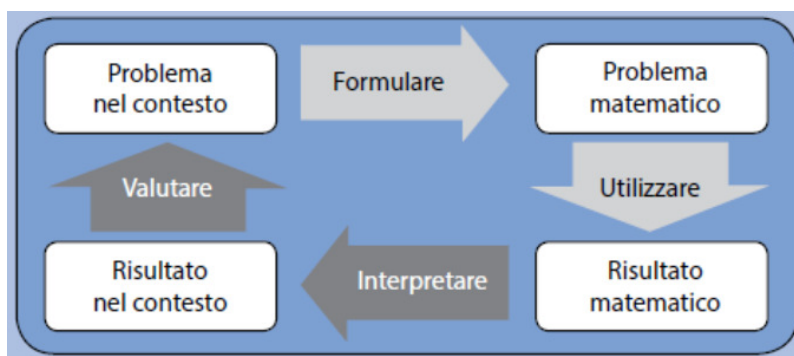 Problema
nel contesto
Formulare
Problema
matematico
Valutare
Utilizzare
Risultato
nel contesto
Interpretare
Risultato
matematico